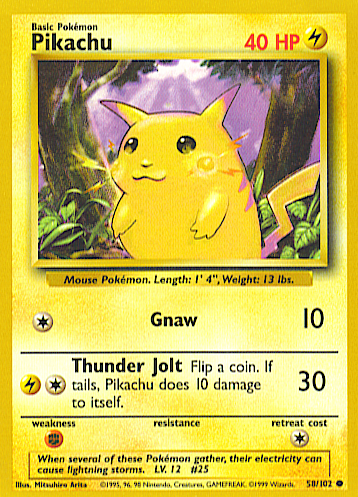 Basic Pokémon
Pikachu 40 HP
Mouse Pokémon. Length: 1' 4", Weight: 13 lbs.
Gnaw 10
Thunder Jolt Flip a coin. If
tails, Pikachu does 10 damage
to itself.
30
weakness resistance retreat cost
When several of these Pokémon gather, their electricity can
cause lightning storms. LV. 12 #25
Illus. Mitsuhiro Arita ©1995, 96, 98 Nintendo, Creatures, GAMEFREAK. ©1999 Wizards. 58/102